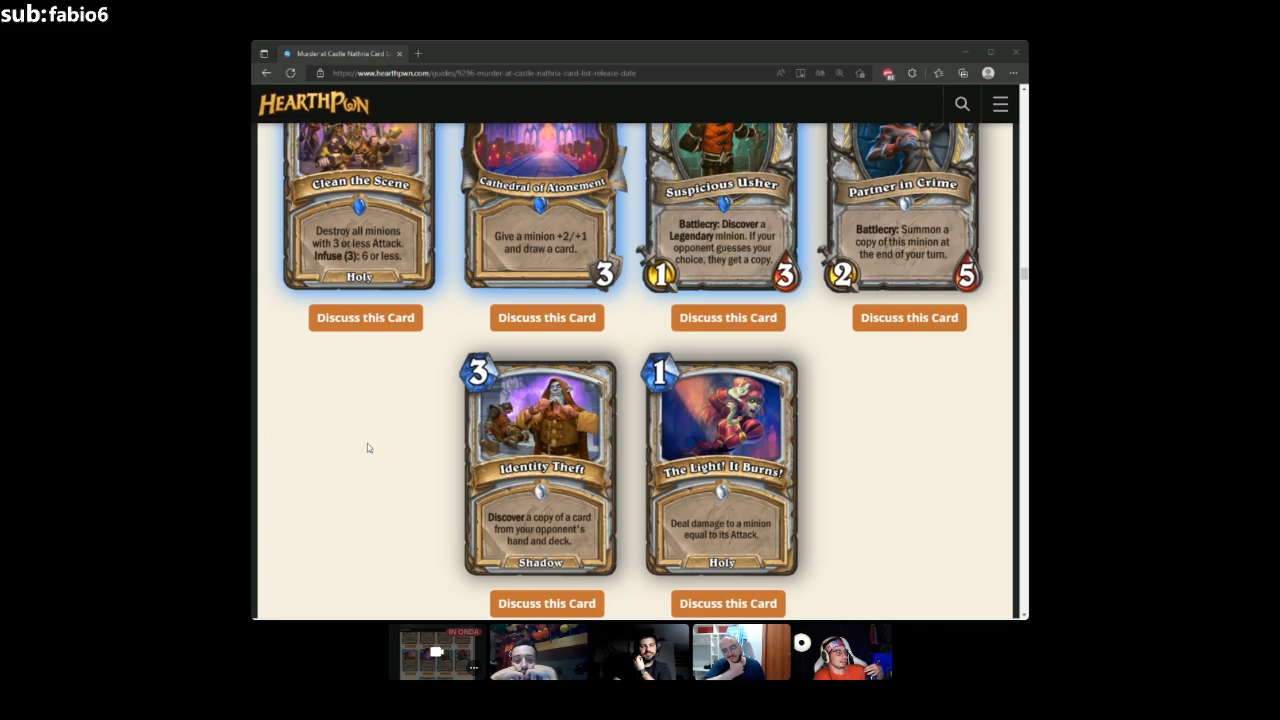 sub:fabio6
Murder at Castle Nathria Card L
https://www.hearthpwn.com/guides/9296-murder-at-castle-nathria-card-list-release-date
HEARTHPWN
Clean the Scene
Destroy all minions
with 3 or less Attack.
Infuse (3): 6 or less.
Holy
Cathedral of Atonement
Give a minion +2/+1
and draw a card.
3
Suspicious Usher
Battlecry: Discover a
Legendary minion. If your
opponent guesses your
choice, they get a copy.
1
3
Partner in Crime
Battlecry: Summon a
copy of this minion at
the end of your turn.
2
5
Discuss this Card
Discuss this Card
Discuss this Card
Discuss this Card
3
Identity Theft
Discover a copy of a card
from your opponent's
hand and deck.
Shadow
1
The Light! It Burns!
Deal damage to a minion
equal to its Attack.
Holy
Discuss this Card
Discuss this Card
IN ONDA